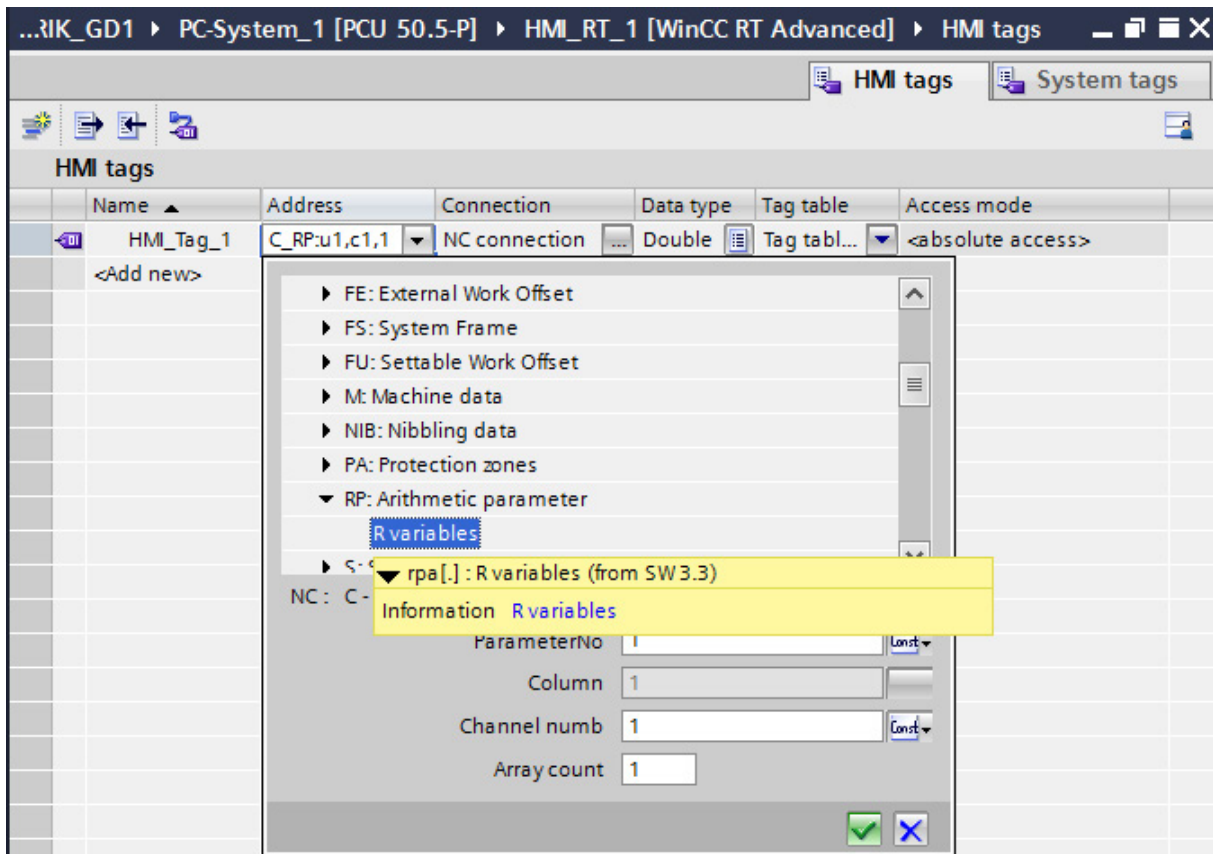 ...RIK_GD1 ▸ PC-System_1 [PCU 50.5-P] ▸ HMI_RT_1 [WinCC RT Advanced] ▸ HMI tags
HMI tags System tags
HMI tags
Name Address Connection Data type Tag table Access mode
HMI_Tag_1 C_RP:u1,c1,1 NC connection ... Double Tag tabl... <absolute access>
<Add new>
FE: External Work Offset
FS: System Frame
FU: Settable Work Offset
M: Machine data
NIB: Nibbling data
PA: Protection zones
RP: Arithmetic parameter
R variables
S:
rpa[.] : R variables (from SW 3.3)
NC: C-
Information R variables
ParameterNo 1 Const
Column 1
Channel numb 1 Const
Array count 1